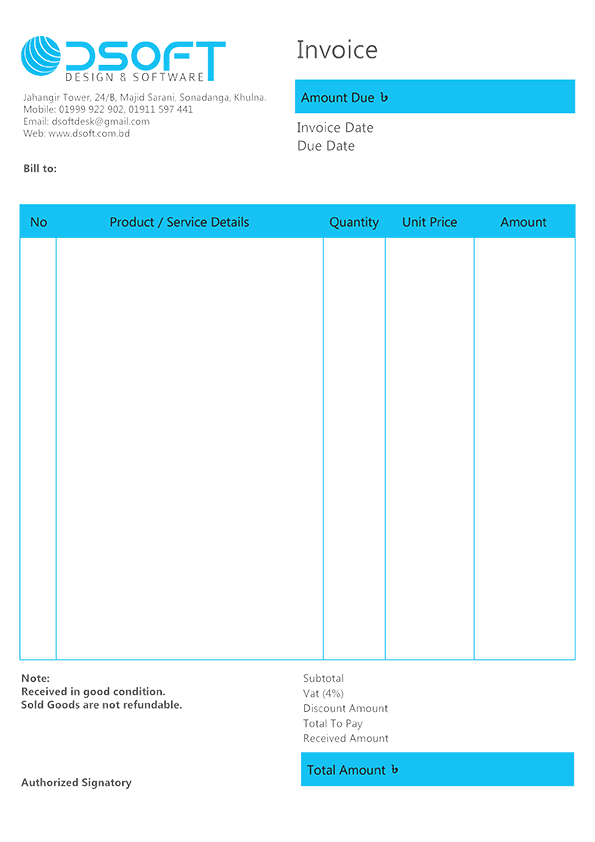 DSOFT
DESIGN & SOFTWARE
Jahangir Tower, 24/B, Majid Sarani, Sonadanga, Khulna.
Mobile: 01999 922 902, 01911 597 441
Email: dsoftdesk@gmail.com
Web: www.dsoft.com.bd
Bill to:
Invoice
Amount Due ৳
Invoice Date
Due Date
No Product / Service Details Quantity Unit Price Amount
Note:
Received in good condition.
Sold Goods are not refundable.
Authorized Signatory
Subtotal
Vat (4%)
Discount Amount
Total To Pay
Received Amount
Total Amount ৳